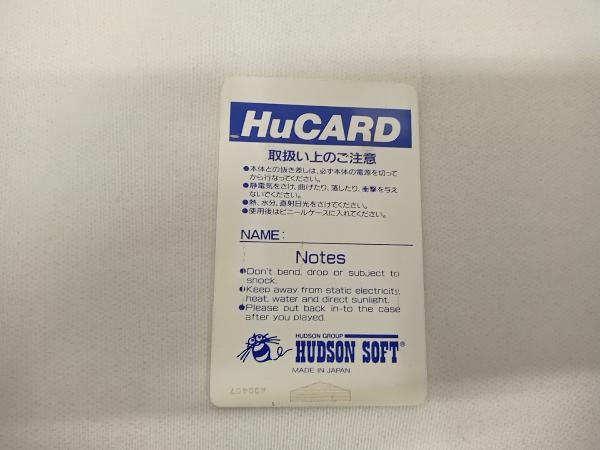 HuCARD
取扱い上のご注意
●本体との抜き差しは、必ず本体の電源を切って
から行なってください。
●静電気をさけ、曲げたり、落したり、衝撃を与え
ないでください。
●熱、水分、直射日光をさけてください。
●使用後はビニールケースに入れてください。
NAME:
Notes
●Don't bend, drop or subject to
shock.
●Keep away from static electricity,
heat, water and direct sunlight.
●Please put back in-to the case
after you played.
HUDSON GROUP
HUDSON SOFT®
MADE IN JAPAN